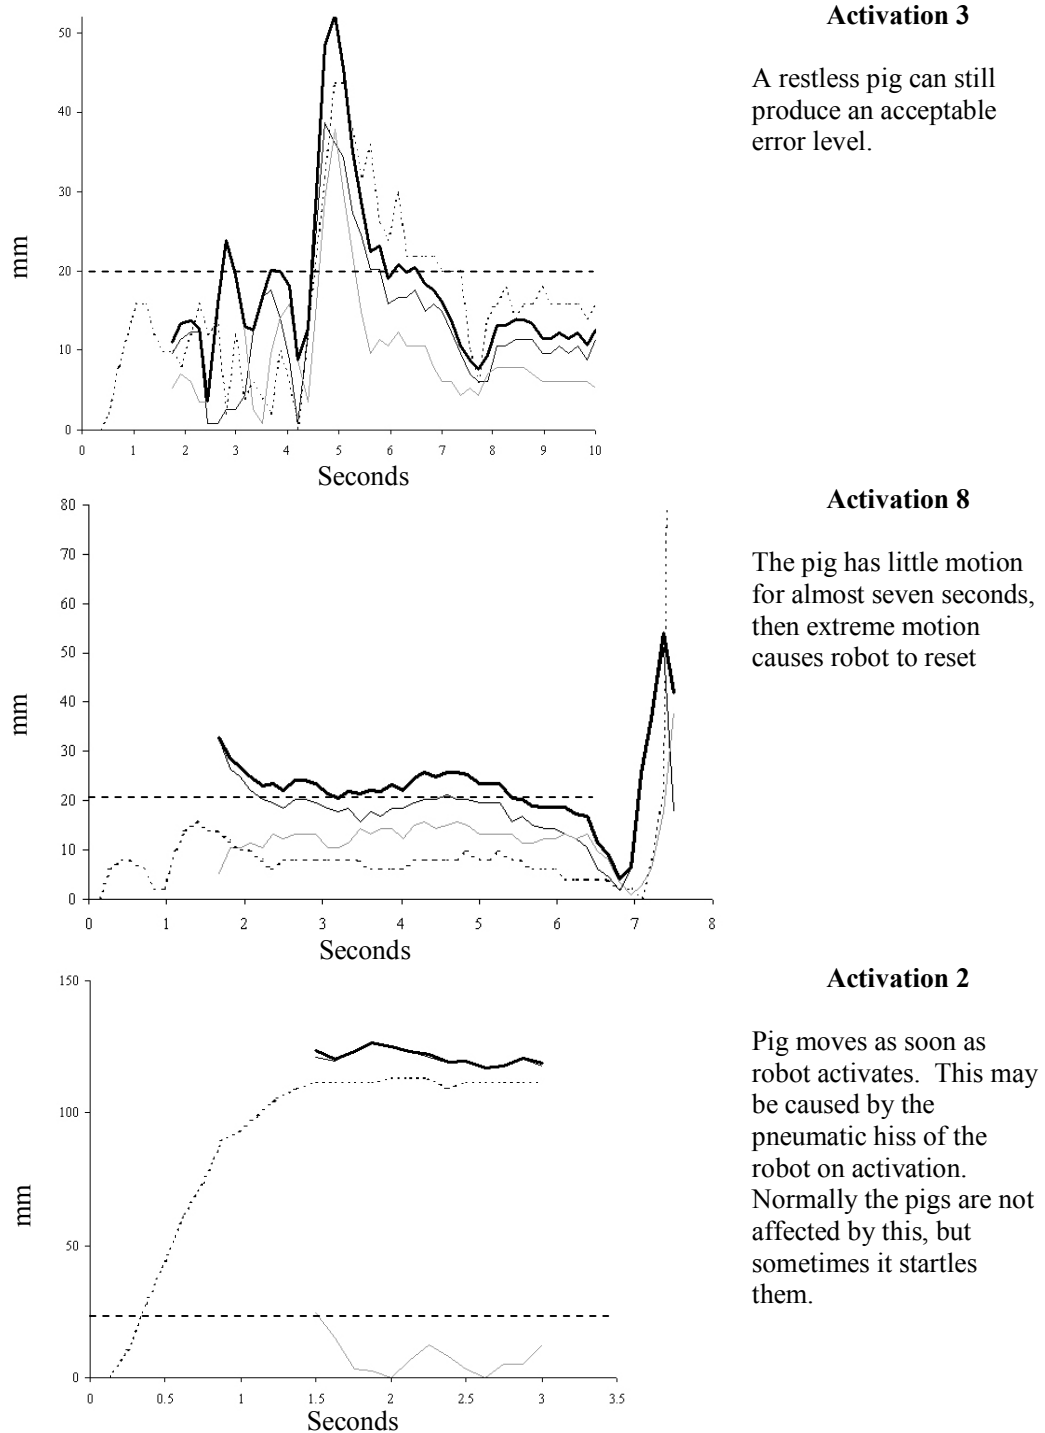 Activation 3
A restless pig can still
produce an acceptable
error level.
50
40
30
20
10
0
mm
0 1 2 3 4 5 6 7 8 9 10
Seconds
Activation 8
The pig has little motion
for almost seven seconds,
then extreme motion
causes robot to reset
80
70
60
50
40
30
20
10
0
mm
0 1 2 3 4 5 6 7 8
Seconds
Activation 2
Pig moves as soon as
robot activates. This may
be caused by the
pneumatic hiss of the
robot on activation.
Normally the pigs are not
affected by this, but
sometimes it startles
them.
150
100
50
0
mm
0 0.5 1 1.5 2 2.5 3 3.5
Seconds